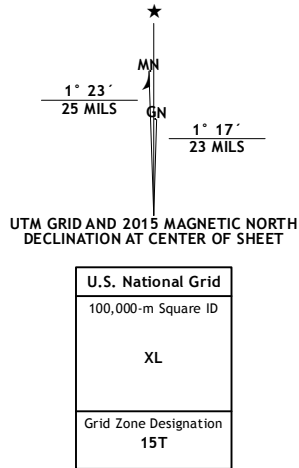 MN
1° 23´
25 MILS
GN
1° 17´
23 MILS
UTM GRID AND 2015 MAGNETIC NORTH
DECLINATION AT CENTER OF SHEET
U.S. National Grid
100,000-m Square ID
XL
Grid Zone Designation
15T